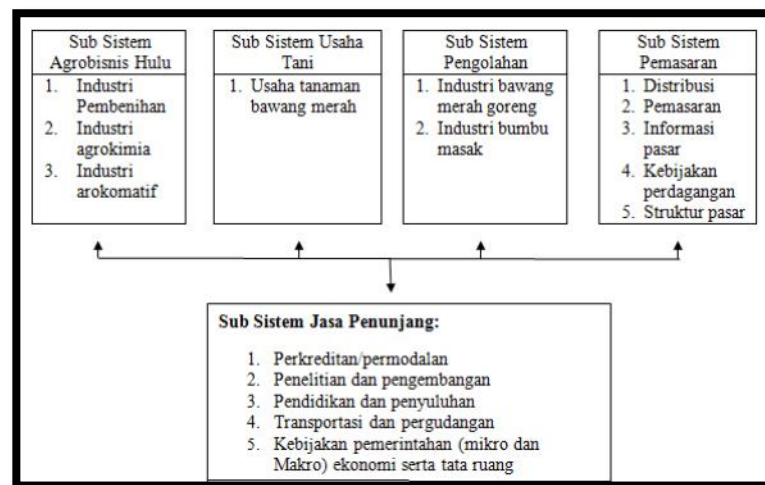 Sub Sistem
Agrobisnis Hulu
1. Industri
Pembenihan
2. Industri
agrokimia
3. Industri
arokomatif
Sub Sistem Usaha
Tani
1. Usaha tanaman
bawang merah
Sub Sistem
Pengolahan
1. Industri bawang
merah goreng
2. Industri bumbu
masak
Sub Sistem
Pemasaran
1. Distribusi
2. Pemasaran
3. Informasi
pasar
4. Kebijakan
perdagangan
5. Struktur pasar
Sub Sistem Jasa Penunjang:
1. Perkreditan/permodalan
2. Penelitian dan pengembangan
3. Pendidikan dan penyuluhan
4. Transportasi dan pergudangan
5. Kebijakan pemerintahan (mikro dan
Makro) ekonomi serta tata ruang